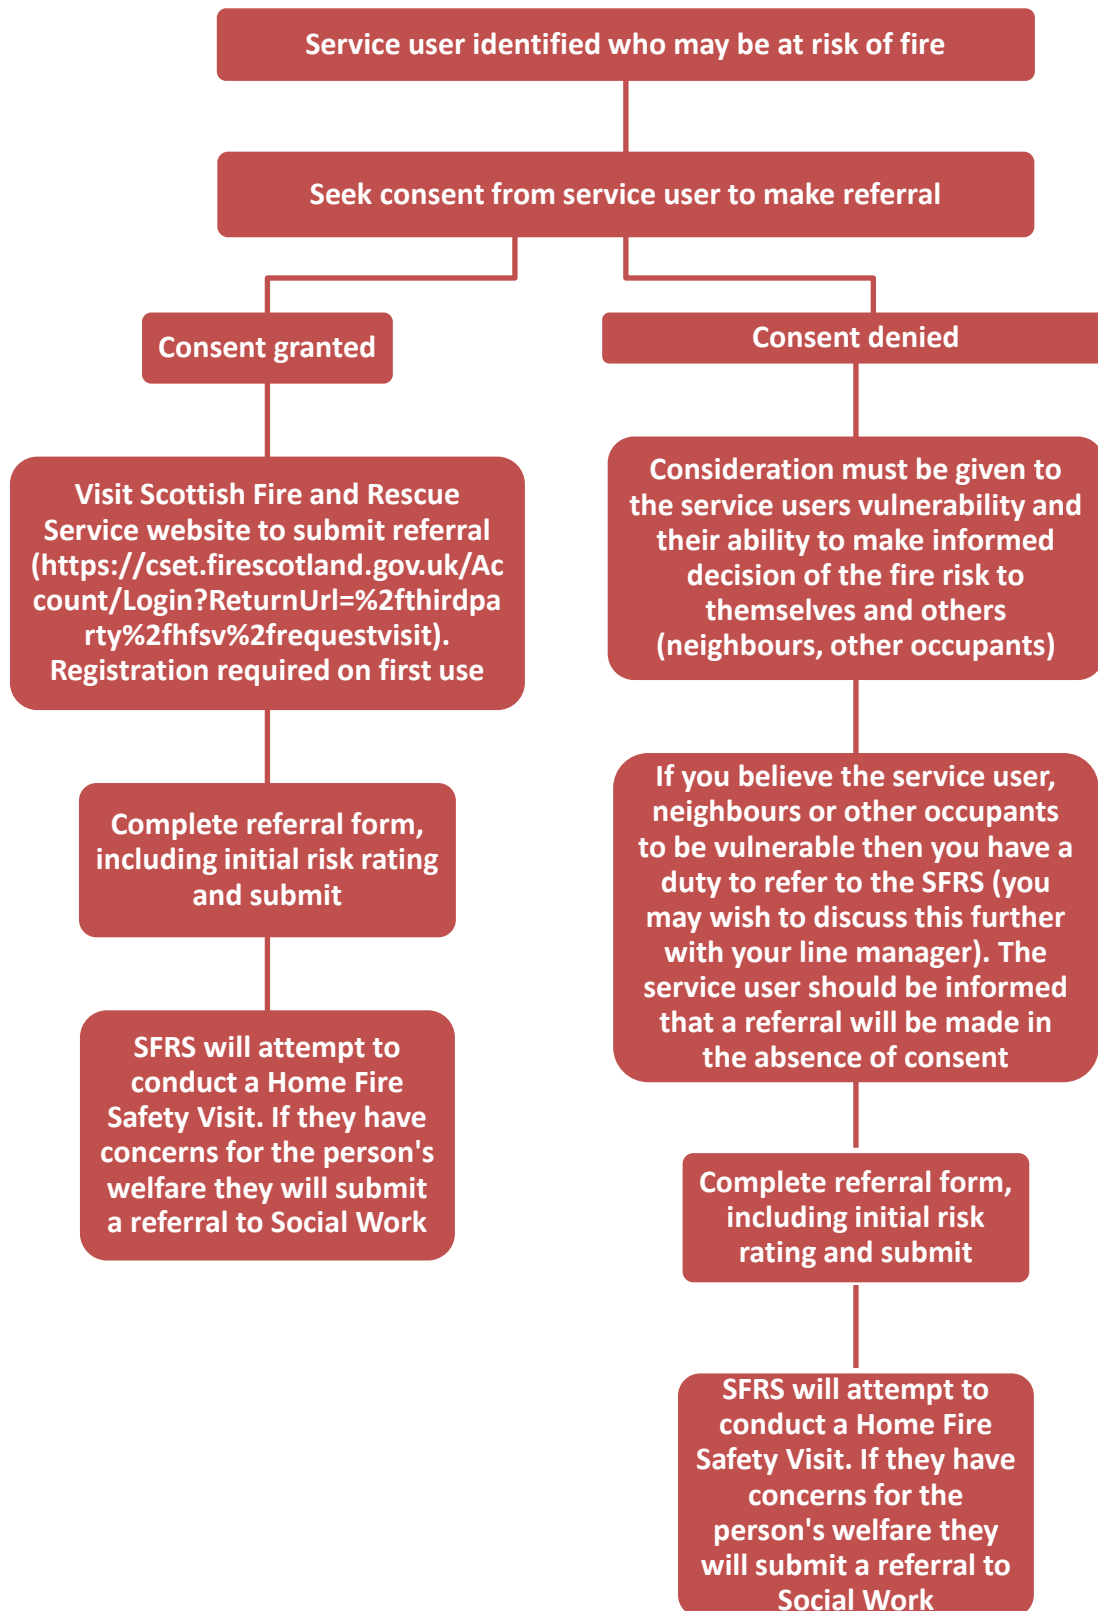 Service user identified who may be at risk of fire
Seek consent from service user to make referral
Consent granted
Visit Scottish Fire and Rescue
Service website to submit referral
(https://cset.firescotland.gov.uk/Ac
count/Login?ReturnUrl=%2fthirdpa
rty%2fhfsv%2frequestvisit).
Registration required on first use
Complete referral form,
including initial risk rating
and submit
SFRS will attempt to
conduct a Home Fire
Safety Visit. If they have
concerns for the person's
welfare they will submit
a referral to Social Work
Consent denied
Consideration must be given to
the service users vulnerability and
their ability to make informed
decision of the fire risk to
themselves and others
(neighbours, other occupants)
If you believe the service user,
neighbours or other occupants
to be vulnerable then you have a
duty to refer to the SFRS (you
may wish to discuss this further
with your line manager). The
service user should be informed
that a referral will be made in
the absence of consent
Complete referral form,
including initial risk
rating and submit
SFRS will attempt to
conduct a Home Fire
Safety Visit. If they have
concerns for the
person's welfare they
will submit a referral to
Social Work